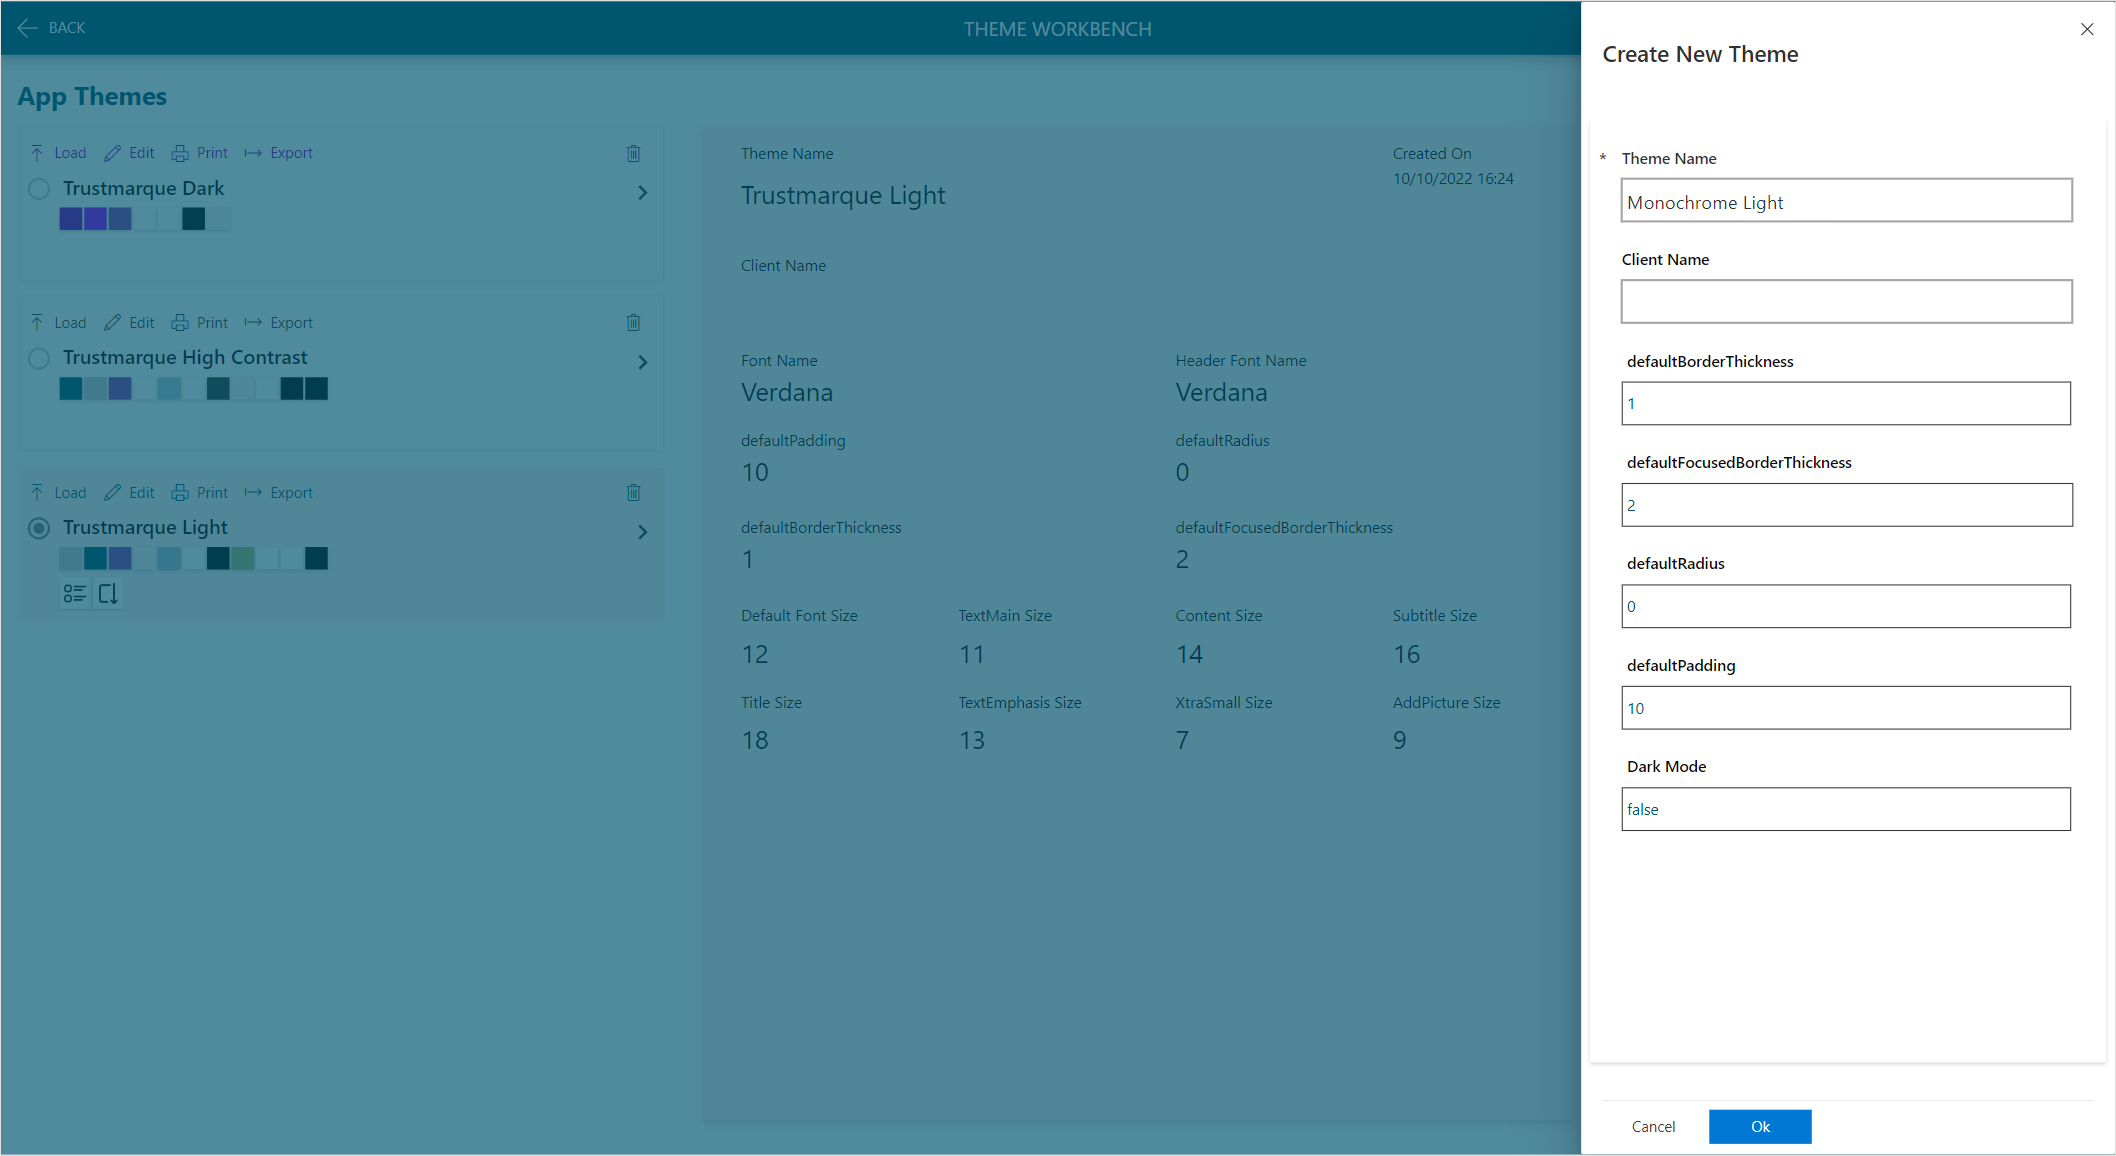 BACK
THEME WORKBENCH
App Themes
Load Edit Print Export
Trustmarque Dark
Load Edit Print Export
Trustmarque High Contrast
Load Edit Print Export
Trustmarque Light
Theme Name
Trustmarque Light
Created On
10/10/2022 16:24
Client Name
Font Name
Verdana
Header Font Name
Verdana
defaultPadding
10
defaultRadius
0
defaultBorderThickness
1
defaultFocusedBorderThickness
2
Default Font Size
12
TextMain Size
11
Content Size
14
Subtitle Size
16
Title Size
18
TextEmphasis Size
13
XtraSmall Size
7
AddPicture Size
9
Create New Theme
* Theme Name
Monochrome Light
Client Name
defaultBorderThickness
1
defaultFocusedBorderThickness
2
defaultRadius
0
defaultPadding
10
Dark Mode
false
Cancel Ok